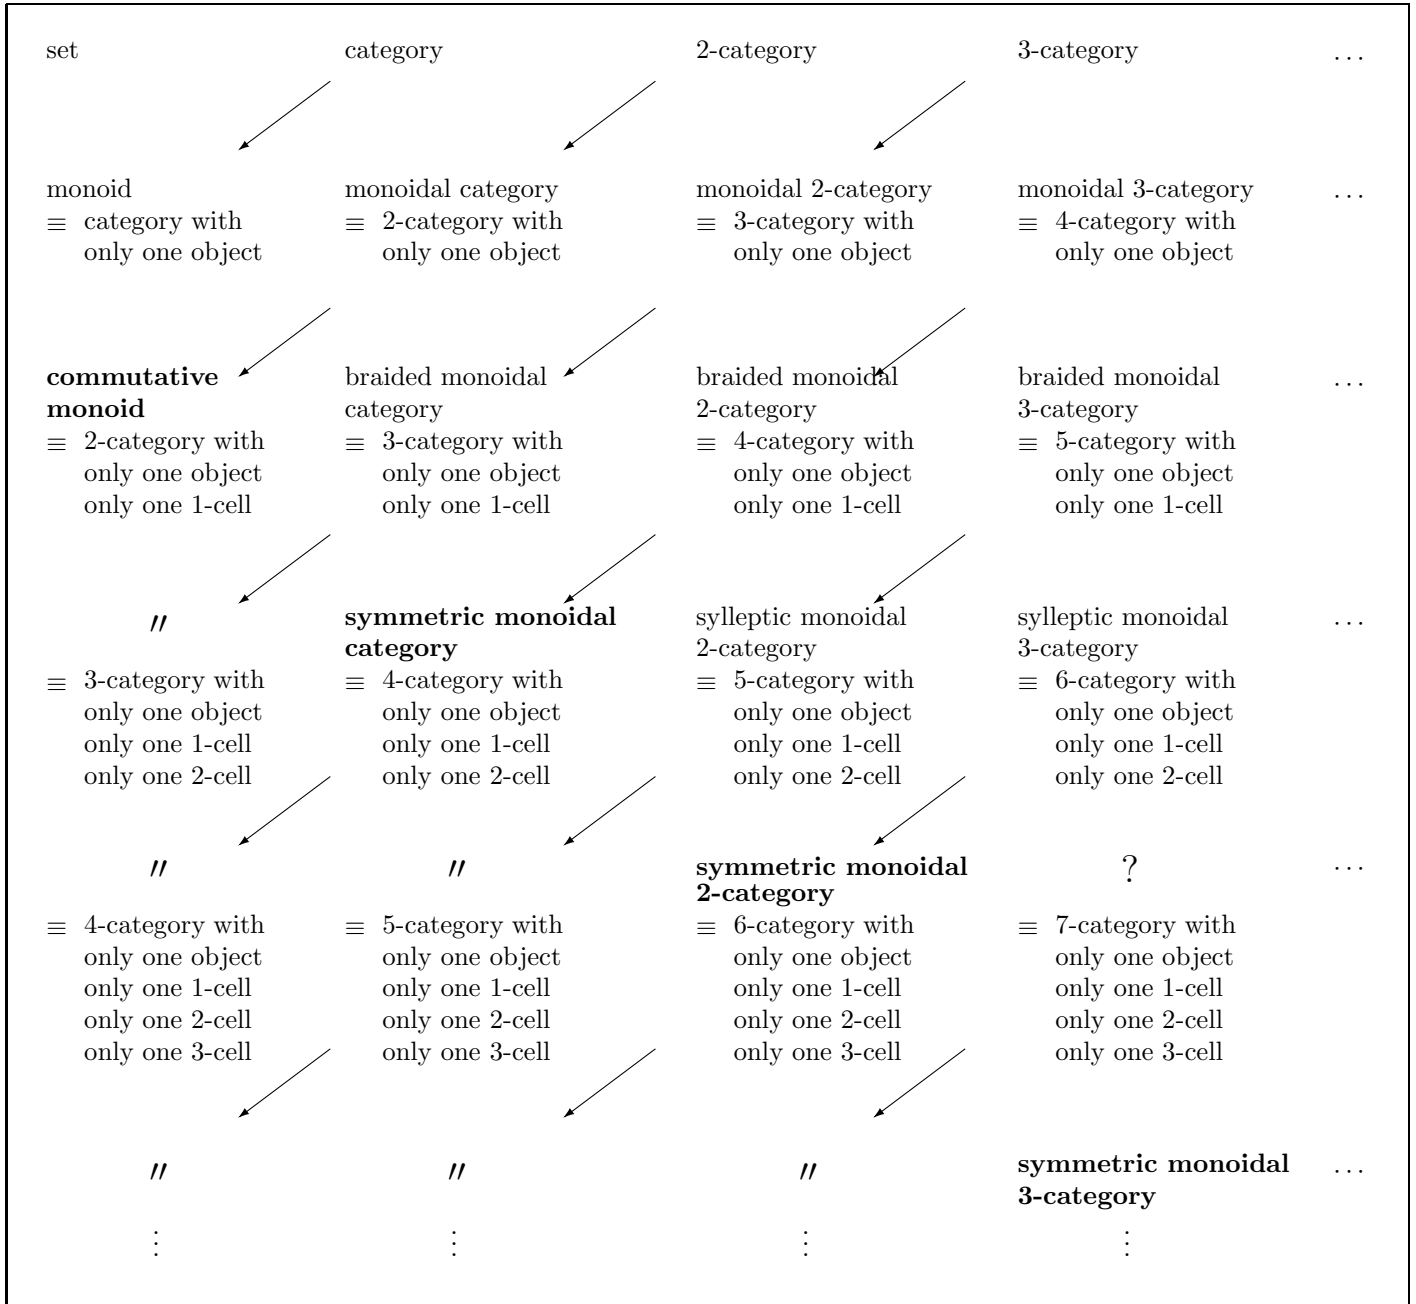 set category 2-category 3-category ...
monoid monoidal category monoidal 2-category monoidal 3-category ...
≡ category with ≡ 2-category with ≡ 3-category with ≡ 4-category with
only one object only one object only one object only one object
commutative braided monoidal braided monoidal braided monoidal ...
monoid category 2-category 3-category
≡ 2-category with ≡ 3-category with ≡ 4-category with ≡ 5-category with
only one object only one object only one object only one object
only one 1-cell only one 1-cell only one 1-cell only one 1-cell
″ symmetric monoidal sylleptic monoidal sylleptic monoidal ...
category 2-category 3-category
≡ 3-category with ≡ 4-category with ≡ 5-category with ≡ 6-category with
only one object only one object only one object only one object
only one 1-cell only one 1-cell only one 1-cell only one 1-cell
only one 2-cell only one 2-cell only one 2-cell only one 2-cell
″ ″ symmetric monoidal ? ...
2-category
≡ 4-category with ≡ 5-category with ≡ 6-category with ≡ 7-category with
only one object only one object only one object only one object
only one 1-cell only one 1-cell only one 1-cell only one 1-cell
only one 2-cell only one 2-cell only one 2-cell only one 2-cell
only one 3-cell only one 3-cell only one 3-cell only one 3-cell
″ ″ ″ symmetric monoidal ...
3-category
⋮ ⋮ ⋮ ⋮